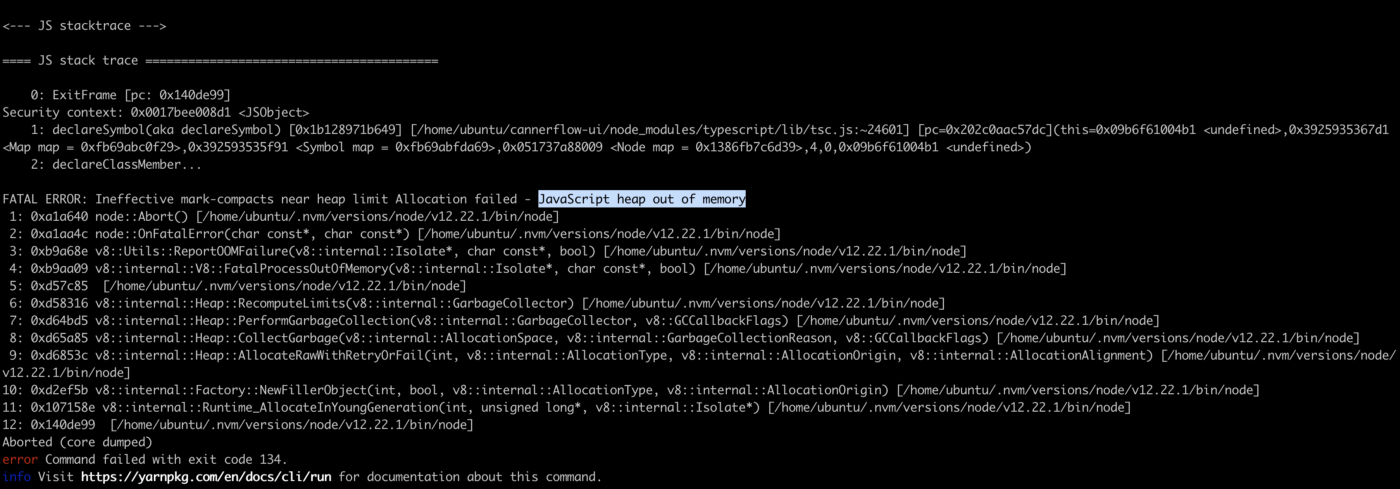 <--- JS stacktrace --->
==== JS stack trace =========================================
0: ExitFrame [pc: 0x140de99]
Security context: 0x0017bee008d1 <JSObject>
1: declareSymbol(aka declareSymbol) [0x1b128971b649] [/home/ubuntu/cannerflow-ui/node_modules/typescript/lib/tsc.js:~24601] [pc=0x202c0aac57dc](this=0x09b6f61004b1 <undefined>,0x3925935367d1
<Map map = 0xfb69abc0f29>,0x392593535f91 <Symbol map = 0xfb69abfda69>,0x051737a88009 <Node map = 0x1386fb7c6d39>,4,0,0x09b6f61004b1 <undefined>)
2: declareClassMember...
FATAL ERROR: Ineffective mark-compacts near heap limit Allocation failed - JavaScript heap out of memory
1: 0xa1a640 node::Abort() [/home/ubuntu/.nvm/versions/node/v12.22.1/bin/node]
2: 0xa1aa4c node::OnFatalError(char const*, char const*) [/home/ubuntu/.nvm/versions/node/v12.22.1/bin/node]
3: 0xb9a68e v8::Utils::ReportOOMFailure(v8::internal::Isolate*, char const*, bool) [/home/ubuntu/.nvm/versions/node/v12.22.1/bin/node]
4: 0xb9aa09 v8::internal::V8::FatalProcessOutOfMemory(v8::internal::Isolate*, char const*, bool) [/home/ubuntu/.nvm/versions/node/v12.22.1/bin/node]
5: 0xd57c85  [/home/ubuntu/.nvm/versions/node/v12.22.1/bin/node]
6: 0xd58316 v8::internal::Heap::RecomputeLimits(v8::internal::GarbageCollector) [/home/ubuntu/.nvm/versions/node/v12.22.1/bin/node]
7: 0xd64bd5 v8::internal::Heap::PerformGarbageCollection(v8::internal::GarbageCollector, v8::GCCallbackFlags) [/home/ubuntu/.nvm/versions/node/v12.22.1/bin/node]
8: 0xd65a85 v8::internal::Heap::CollectGarbage(v8::internal::AllocationSpace, v8::internal::GarbageCollectionReason, v8::GCCallbackFlags) [/home/ubuntu/.nvm/versions/node/v12.22.1/bin/node]
9: 0xd6853c v8::internal::Heap::AllocateRawWithRetryOrFail(int, v8::internal::AllocationType, v8::internal::AllocationOrigin, v8::internal::AllocationAlignment) [/home/ubuntu/.nvm/versions/node/
v12.22.1/bin/node]
10: 0xd2ef5b v8::internal::Factory::NewFillerObject(int, bool, v8::internal::AllocationType, v8::internal::AllocationOrigin) [/home/ubuntu/.nvm/versions/node/v12.22.1/bin/node]
11: 0x107158e v8::internal::Runtime_AllocateInYoungGeneration(int, unsigned long*, v8::internal::Isolate*) [/home/ubuntu/.nvm/versions/node/v12.22.1/bin/node]
12: 0x140de99  [/home/ubuntu/.nvm/versions/node/v12.22.1/bin/node]
Aborted (core dumped)
error Command failed with exit code 134.
info Visit https://yarnpkg.com/en/docs/cli/run for documentation about this command.